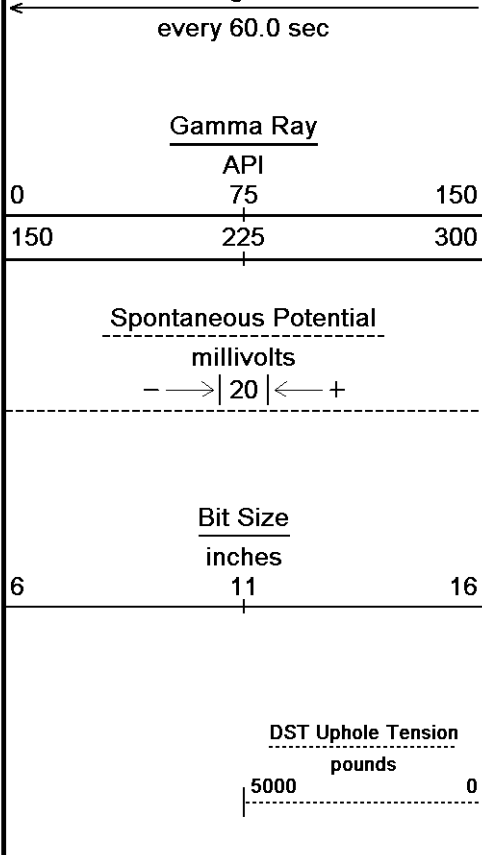 every 60.0 sec
Gamma Ray
API
0 75 150
150 225 300
Spontaneous Potential
millivolts
− →| 20 |← +
Bit Size
inches
6 11 16
DST Uphole Tension
pounds
5000 0